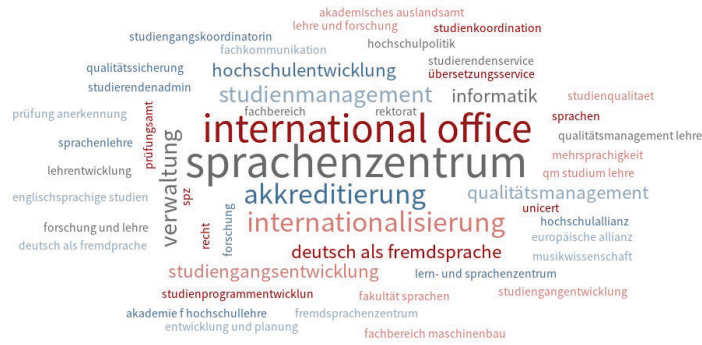 akademisches auslandsamt
lehre und forschung
studienkoordination
studiengangskoordinatorin
hochschulpolitik
fachkommunikation
studierendenservice
qualitätssicherung
hochschulentwicklung
übersetzungsservice
studierendenadmin
studienmanagement
informatik
studienqualitaet
fachbereich
rektorat
prüfung anerkennung
prüfungsamt
international office
sprachen
sprachenlehre
qualitätsmanagement lehre
verwaltung
sprachenzentrum
mehrsprachigkeit
lehrentwicklung
qm studium lehre
englischsprachige studien
spz
akkreditierung
qualitätsmanagement
unicert
forschung und lehre
recht
forschung
internationalisierung
hochschulallianz
deutsch als fremdprache
europäische allianz
deutsch als fremdsprache
musikwissenschaft
studiengangsentwicklung
lern- und sprachenzentrum
studienprogrammentwicklun
fakultät sprachen
studiengangentwicklung
akademie f hochschullehre
fremdsprachenzentrum
entwicklung und planung
fachbereich maschinenbau